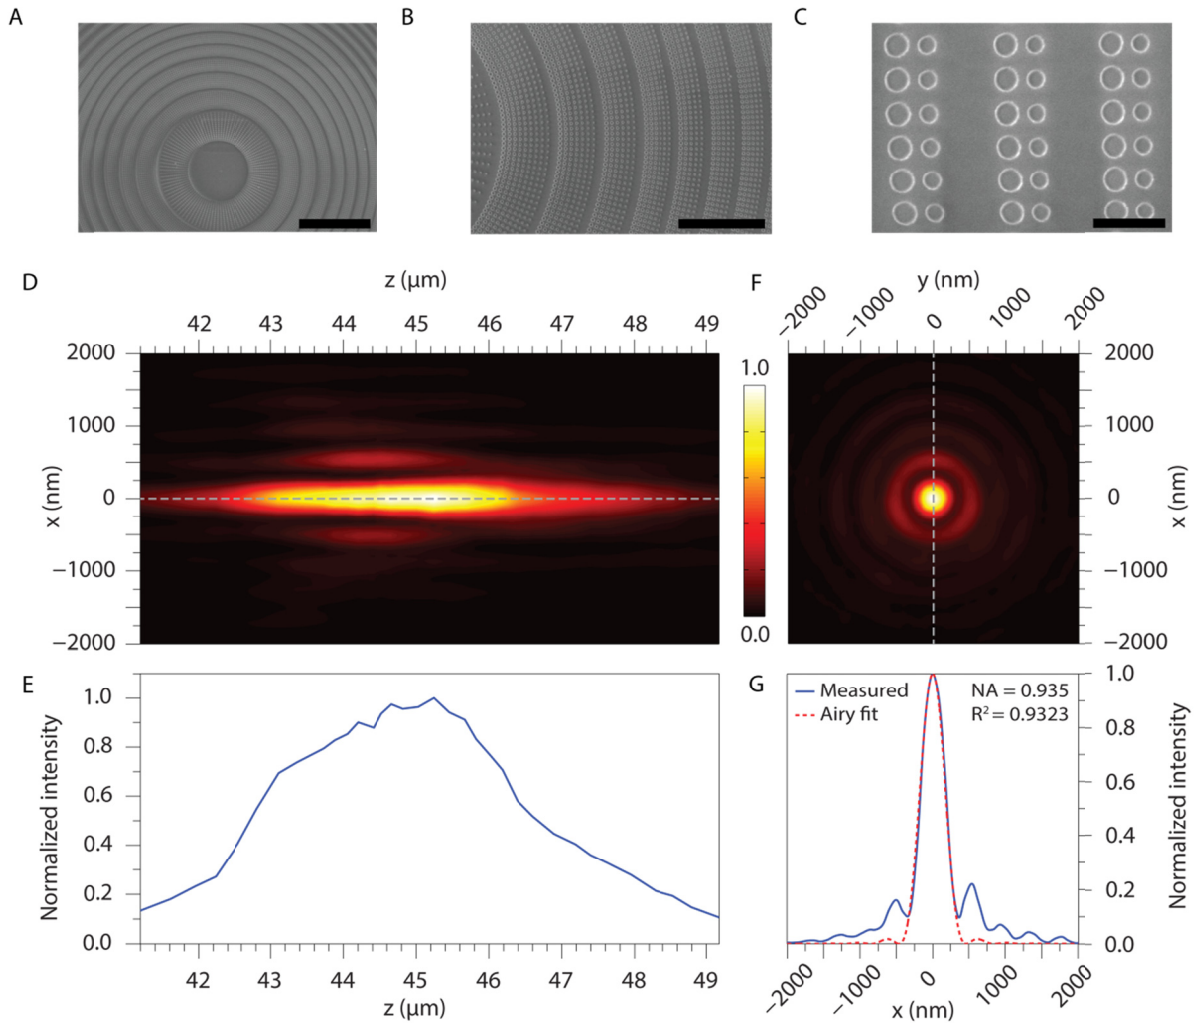 A
B
C
D
z (μm)
42 43 44 45 46 47 48 49
2000
1000
0
−1000
−2000
x (nm)
1.0
0.0
F
y (nm)
−2000 −1000 0 1000 2000
2000
1000
0
−1000
−2000
x (nm)
E
1.0
0.8
0.6
0.4
0.2
0.0
Normalized intensity
42 43 44 45 46 47 48 49
z (μm)
G
Measured NA = 0.935
Airy fit R² = 0.9323
1.0
0.8
0.6
0.4
0.2
0.0
Normalized intensity
−2000 −1000 0 1000 2000
x (nm)